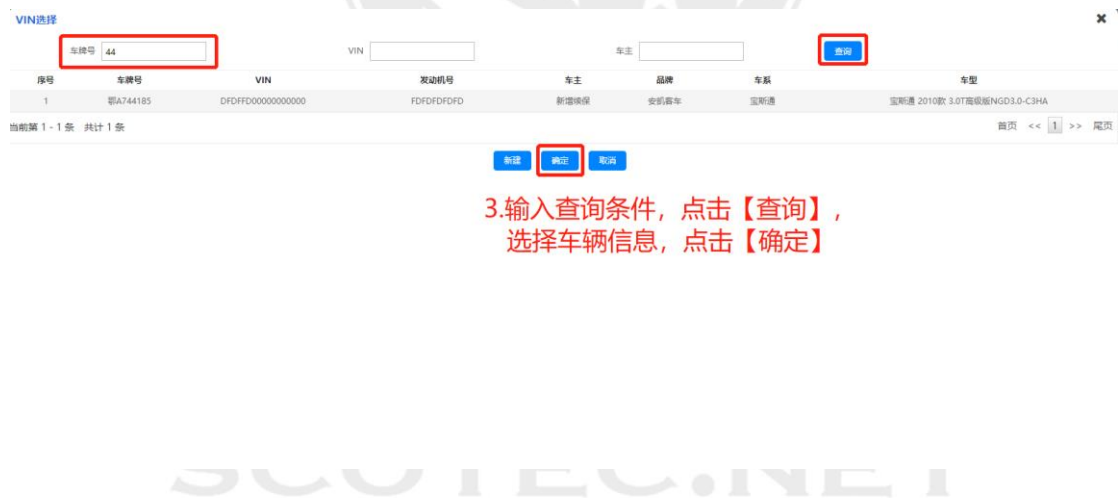 VIN选择 ✖
车牌号 44 VIN 车主 查询
序号 车牌号 VIN 发动机号 车主 品牌 车系 车型
1 鄂A744185 DFDFFD00000000000 FDFDFDFDFD 新增续保 安凯客车 宝斯通 宝斯通 2010款 3.0T高级版NGD3.0-C3HA
当前第 1 - 1 条 共计 1 条 首页 << 1 >> 尾页
新建 确定 取消
3.输入查询条件，点击【查询】，
选择车辆信息，点击【确定】
SCOTEC.NET